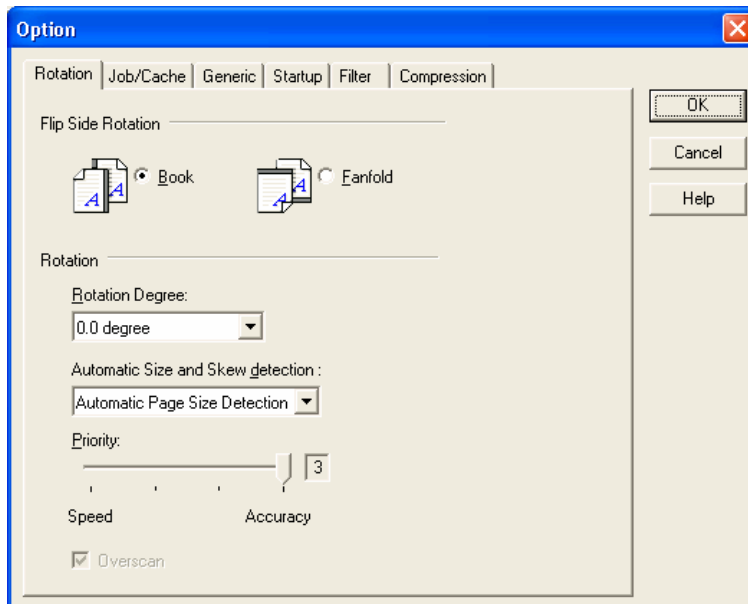 Option
Rotation Job/Cache Generic Startup Filter Compression
OK
Cancel
Help
Flip Side Rotation
A A Book A A Fanfold
Rotation
Rotation Degree:
0.0 degree
Automatic Size and Skew detection :
Automatic Page Size Detection
Priority:
3
Speed Accuracy
Overscan